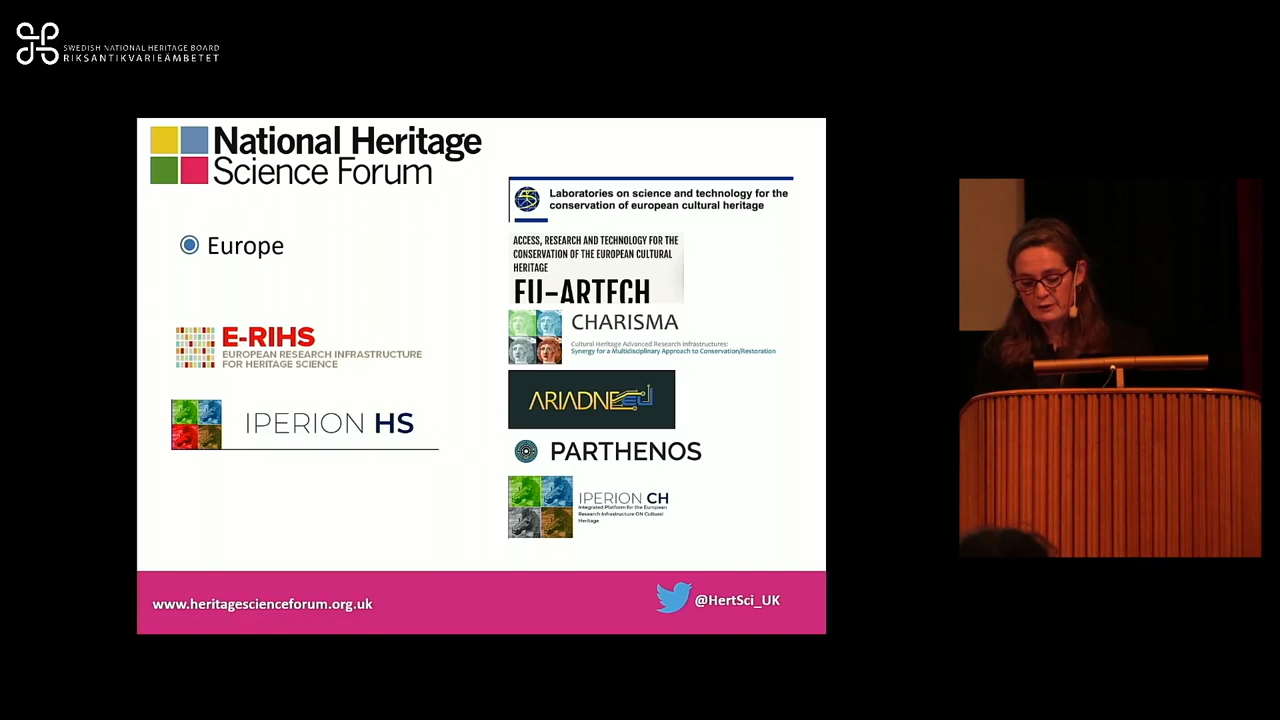 SWEDISH NATIONAL HERITAGE BOARD
RIKSANTIKVARIEÄMBETET
National Heritage
Science Forum
Europe
E-RIHS
EUROPEAN RESEARCH INFRASTRUCTURE
FOR HERITAGE SCIENCE
IPERION HS
Laboratories on science and technology for the
conservation of european cultural heritage
ACCESS, RESEARCH AND TECHNOLOGY FOR THE
CONSERVATION OF THE EUROPEAN CULTURAL
HERITAGE
EU-ARTECH
CHARISMA
Cultural Heritage Advanced Research Infrastructures:
Synergy for a Multidisciplinary Approach to Conservation/Restoration
ARIADNE
PARTHENOS
IPERION CH
Integrated Platform for the European
Research Infrastructure ON Cultural
Heritage
www.heritagescienceforum.org.uk
@HertSci_UK